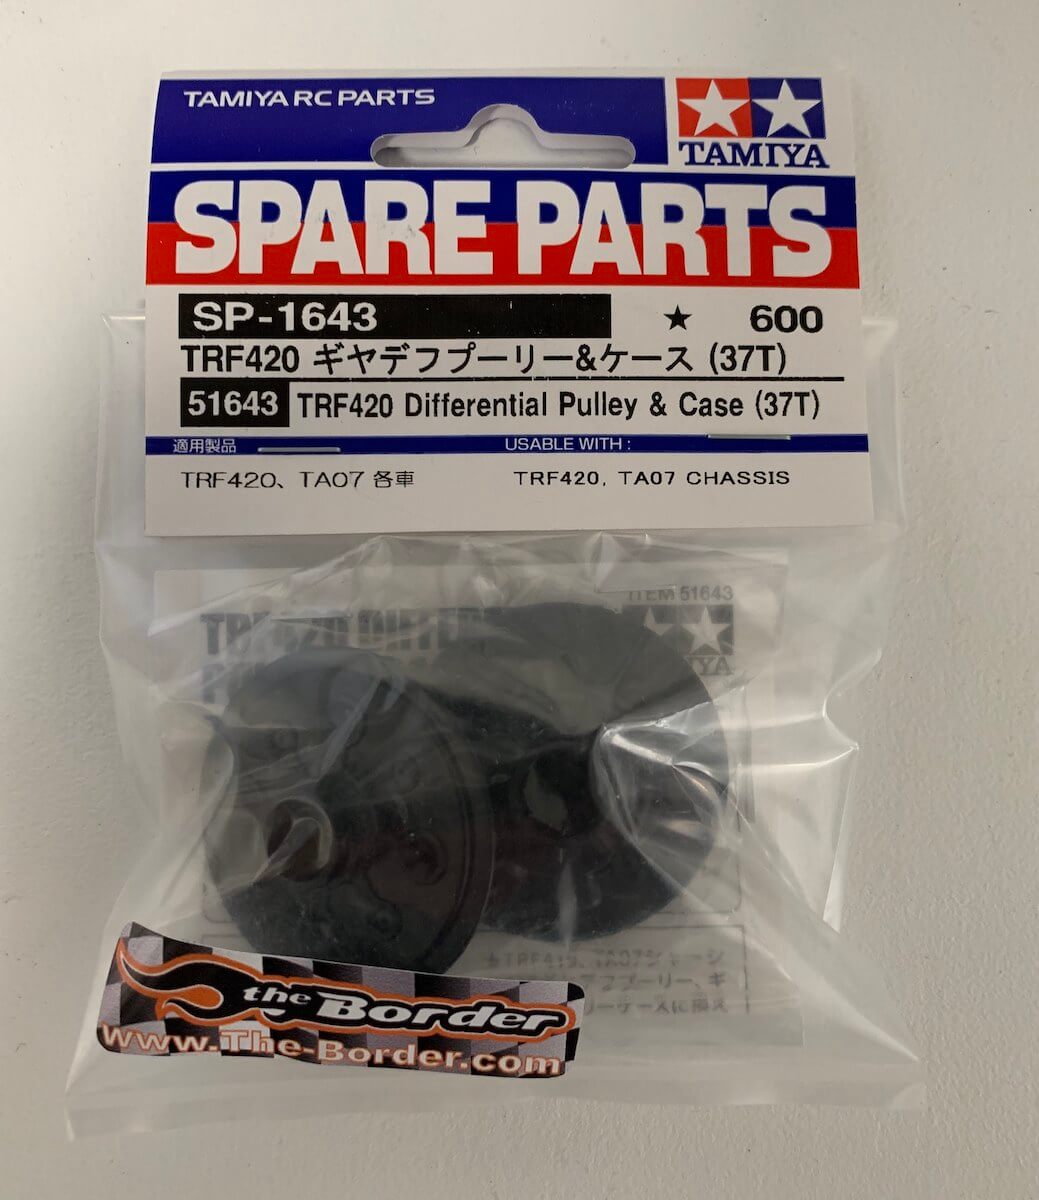 TAMIYA RC PARTS
TAMIYA
SPARE PARTS
SP-1643 ★ 600
TRF420 ギヤデフプーリー&ケース (37T)
51643 TRF420 Differential Pulley & Case (37T)
適用製品 USABLE WITH :
TRF420、TA07 各車 TRF420, TA07 CHASSIS
ITEM 51643
TRF420
the Border
www.The-Border.com